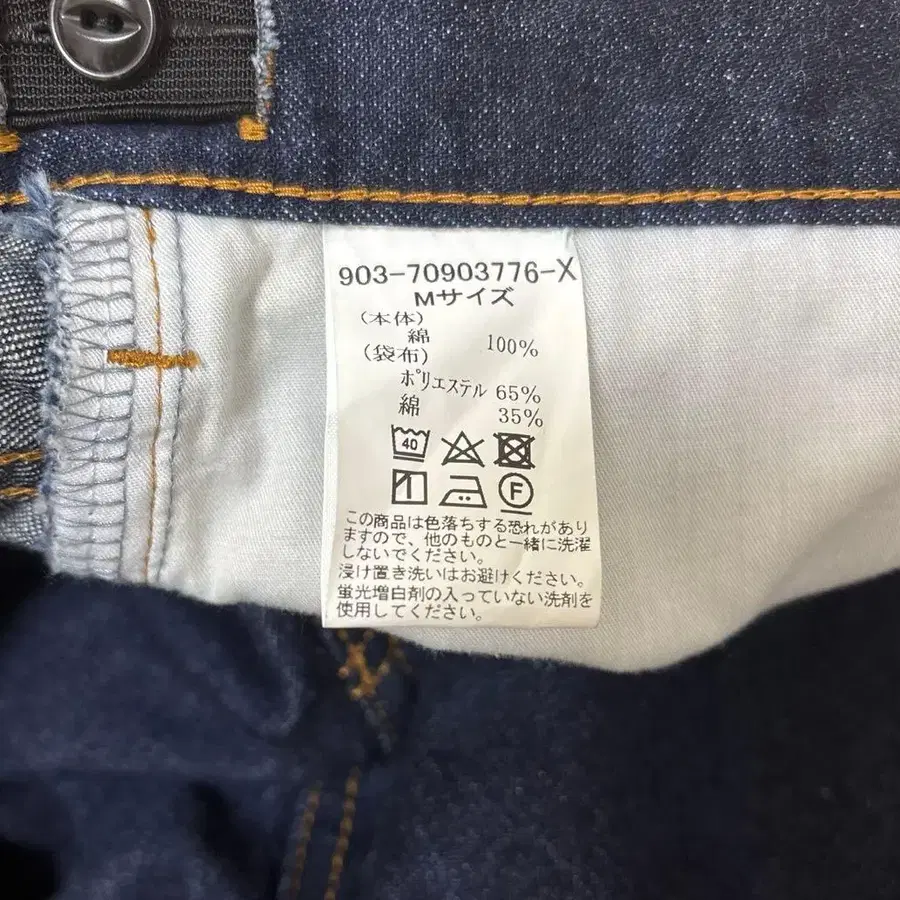 903-70903776-X
Mサイズ
(本体)
綿 100%
(袋布)
ポリエステル 65%
綿 35%
40
F
この商品は色落ちする恐れがあり
ますので、他のものと一緒に洗濯
しないでください。
浸け置き洗いはお避けください。
蛍光増白剤の入っていない洗剤を
使用してください。